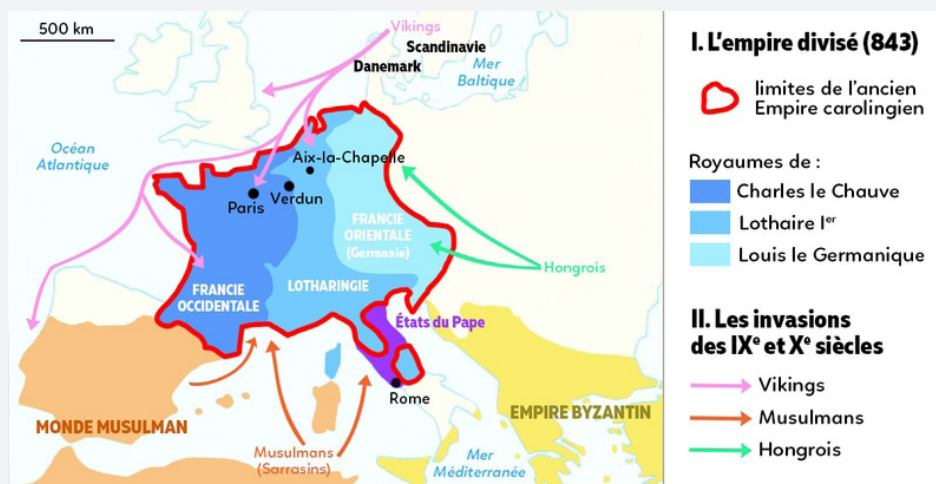 500 km
Vikings
Scandinavie
Danemark
Mer
Baltique
Océan
Atlantique
Aix-la-Chapelle
Paris
Verdun
FRANCIE
ORIENTALE
(Germanie)
Hongrois
FRANCIE
OCCIDENTALE
LOTHARINGIE
États du Pape
Rome
EMPIRE BYZANTIN
MONDE MUSULMAN
Musulmans
(Sarrasins)
Mer
Méditerranée
I. L'empire divisé (843)
limites de l'ancien
Empire carolingien
Royaumes de :
Charles le Chauve
Lothaire Iᵉʳ
Louis le Germanique
II. Les invasions
des IXᵉ et Xᵉ siècles
Vikings
Musulmans
Hongrois